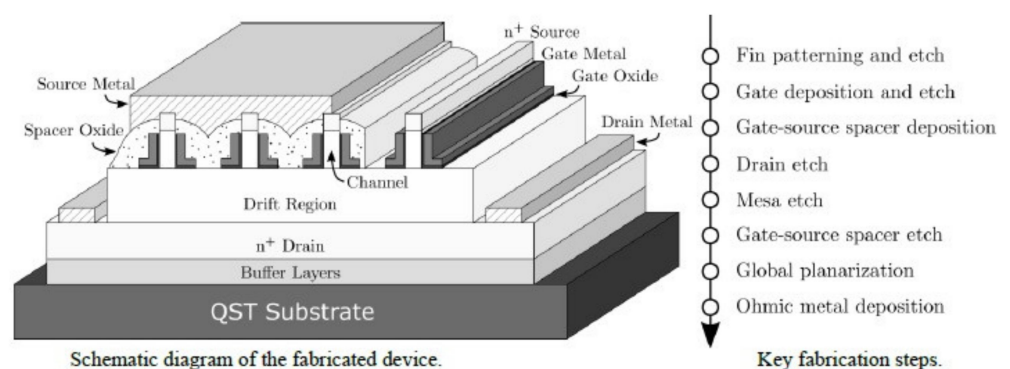 n+ Source
Gate Metal
Gate Oxide
Source Metal
Spacer Oxide
Drain Metal
Channel
Drift Region
n+ Drain
Buffer Layers
QST Substrate
Schematic diagram of the fabricated device.
Fin patterning and etch
Gate deposition and etch
Gate-source spacer deposition
Drain etch
Mesa etch
Gate-source spacer etch
Global planarization
Ohmic metal deposition
Key fabrication steps.